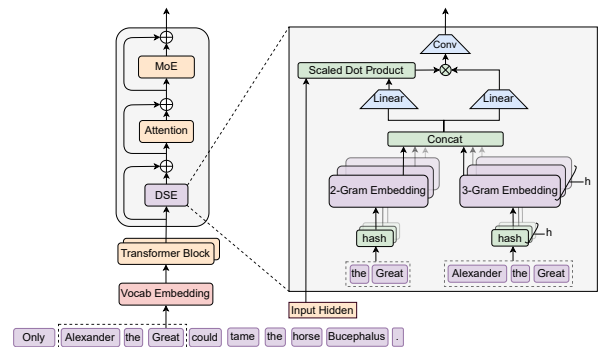 MoE
Attention
DSE
Transformer Block
Vocab Embedding
Only Alexander the Great could tame the horse Bucephalus .
Conv
Scaled Dot Product
Linear Linear
Concat
2-Gram Embedding 3-Gram Embedding
h
hash hash
h
the Great Alexander the Great
Input Hidden